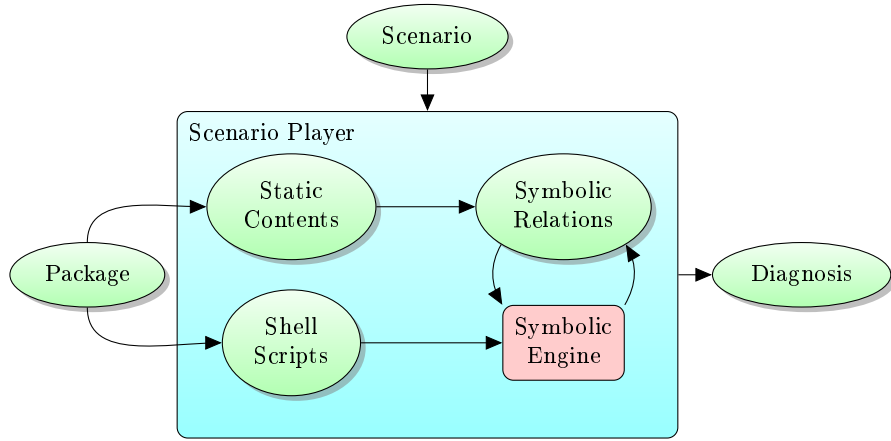 Scenario
Scenario Player
Static
Contents
Symbolic
Relations
Package
Diagnosis
Shell
Scripts
Symbolic
Engine